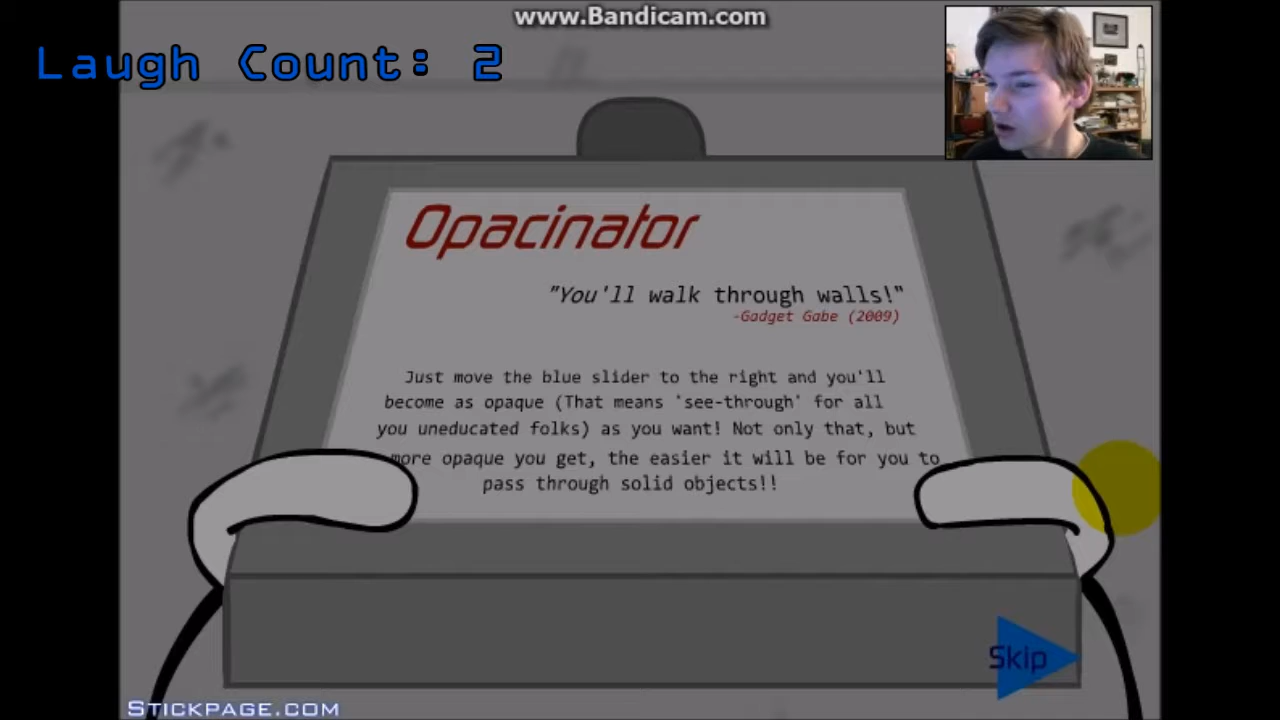 www.Bandicam.com
Laugh Count: 2
Opacinator
"You'll walk through walls!"
-Gadget Gabe (2009)
Just move the blue slider to the right and you'll
become as opaque (That means 'see-through' for all
you uneducated folks) as you want! Not only that, but
more opaque you get, the easier it will be for you to
pass through solid objects!!
Skip
STICKPAGE.COM